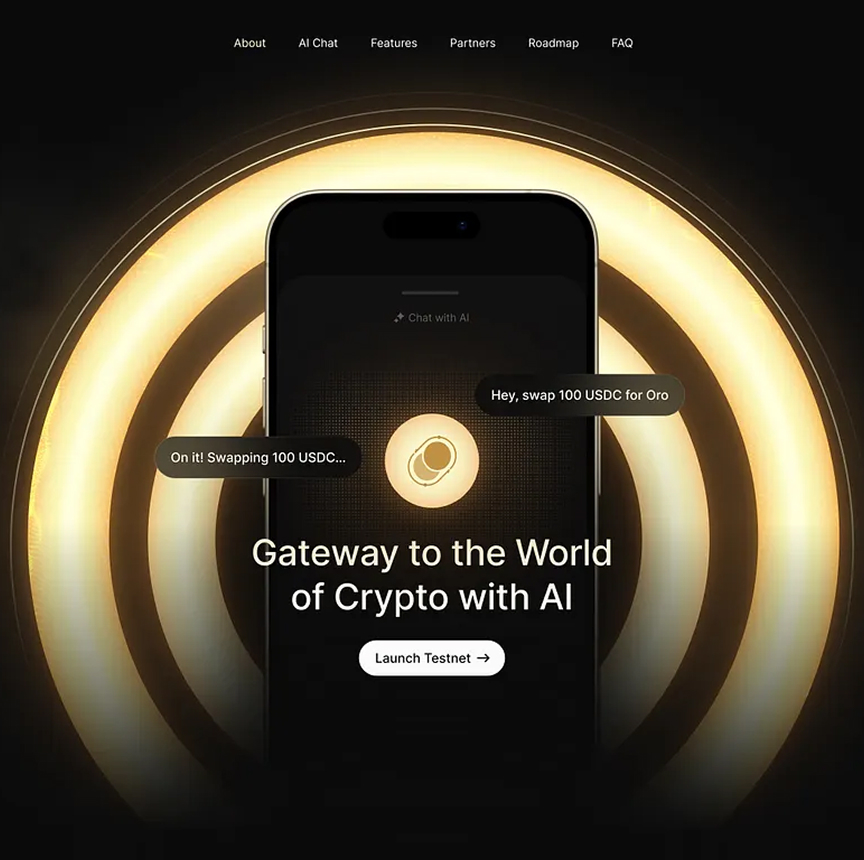 About
AI Chat
Features
Partners
Roadmap
FAQ
Chat with AI
Hey, swap 100 USDC for Oro
On it! Swapping 100 USDC...
Gateway to the World
of Crypto with AI
Launch Testnet →